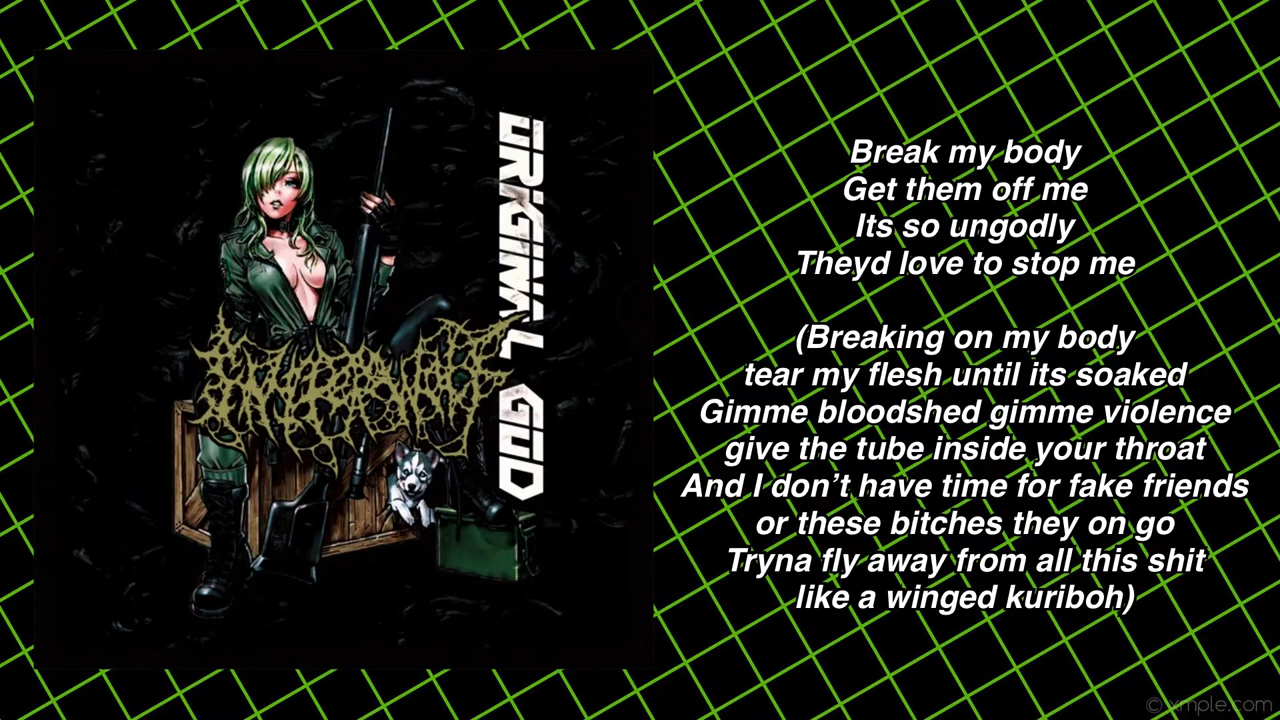 ORIGINAL GOD
Break my body
Get them off me
Its so ungodly
Theyd love to stop me
(Breaking on my body
tear my flesh until its soaked
Gimme bloodshed gimme violence
give the tube inside your throat
And I don’t have time for fake friends
or these bitches they on go
Tryna fly away from all this shit
like a winged kuriboh)
© xmple.com